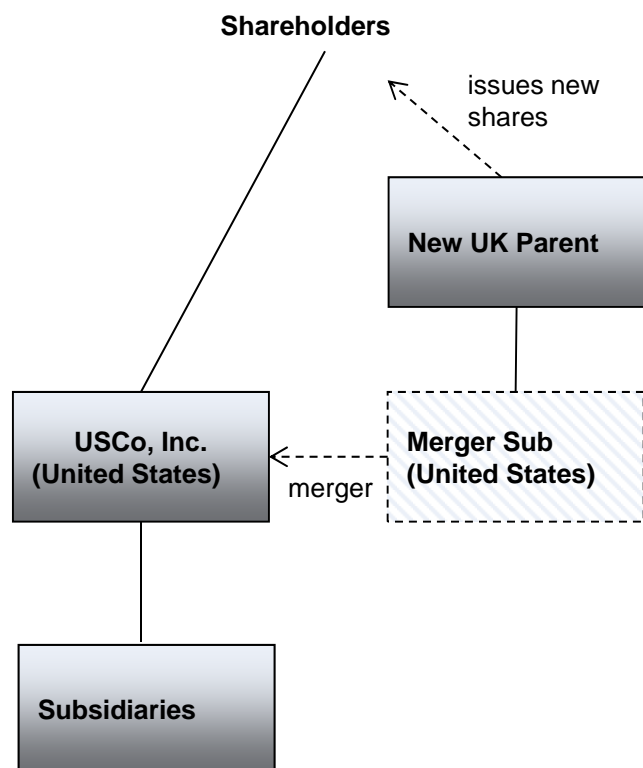 Shareholders
issues new
shares
New UK Parent
USCo, Inc.
(United States)
Merger Sub
(United States)
merger
Subsidiaries